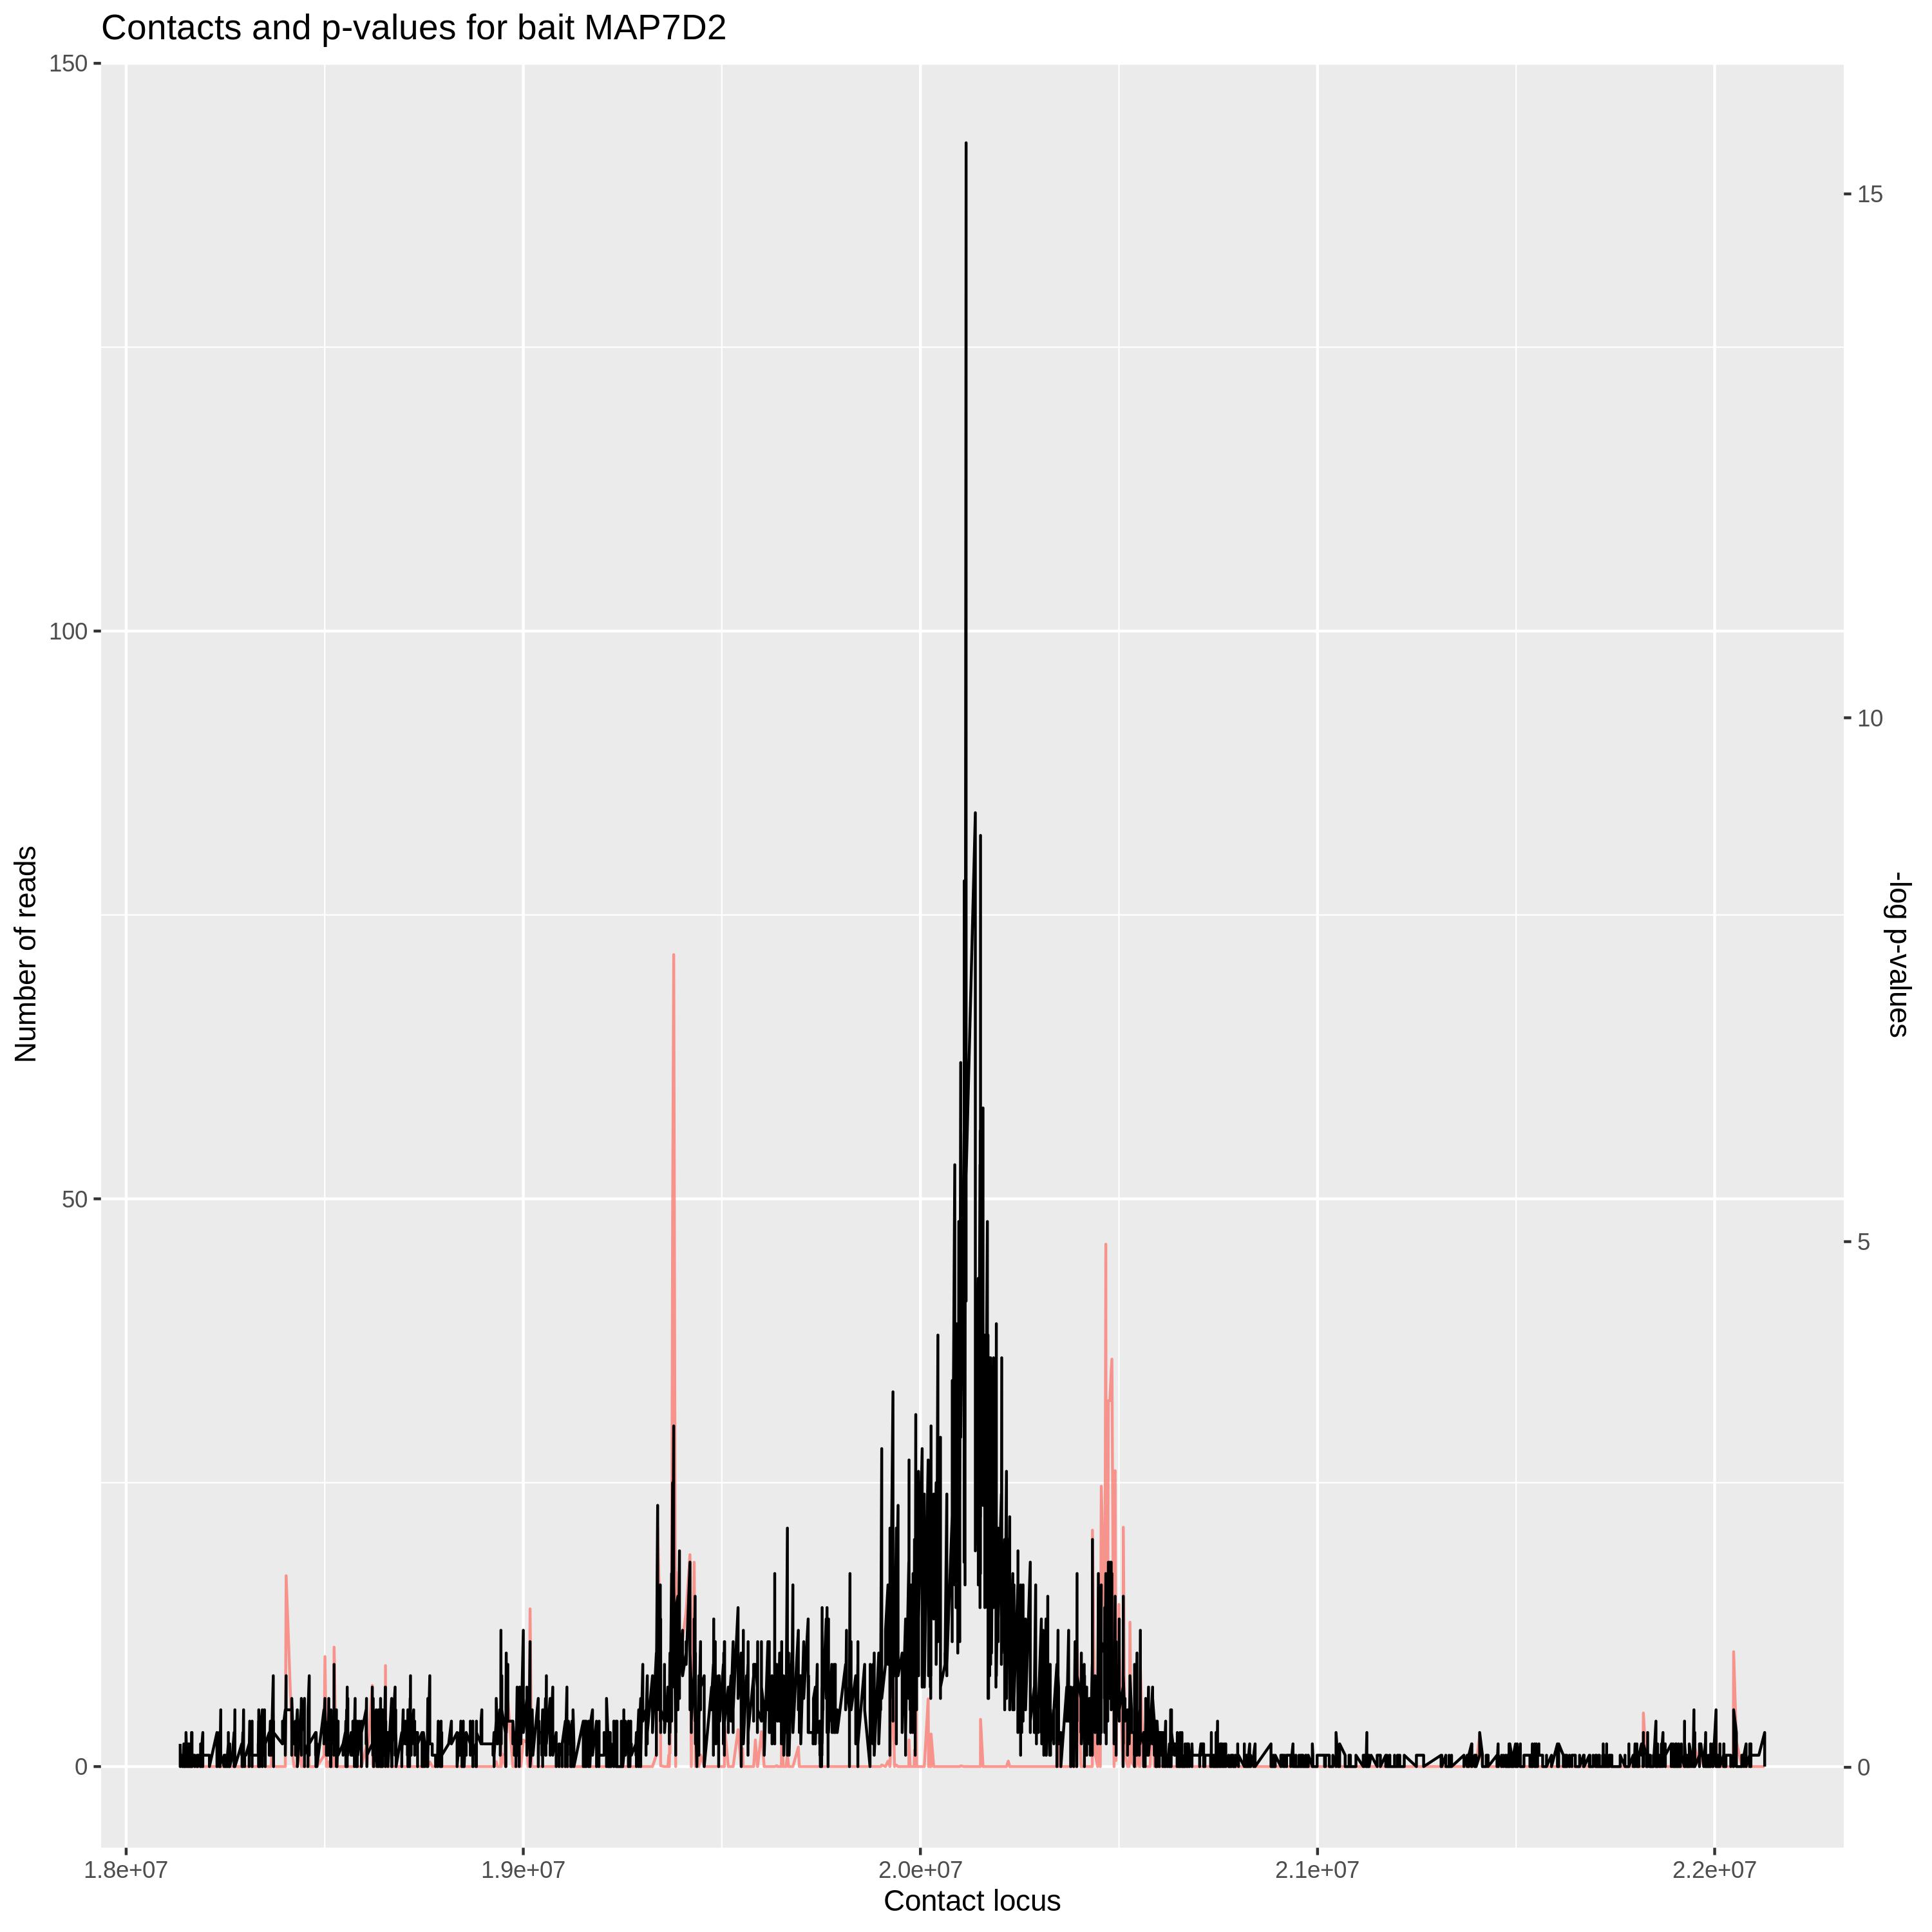 Contacts and p-values for bait MAP7D2
150
100
50
0
Number of reads
15
10
5
0
-log p-values
1.8e+07
1.9e+07
2.0e+07
2.1e+07
2.2e+07
Contact locus